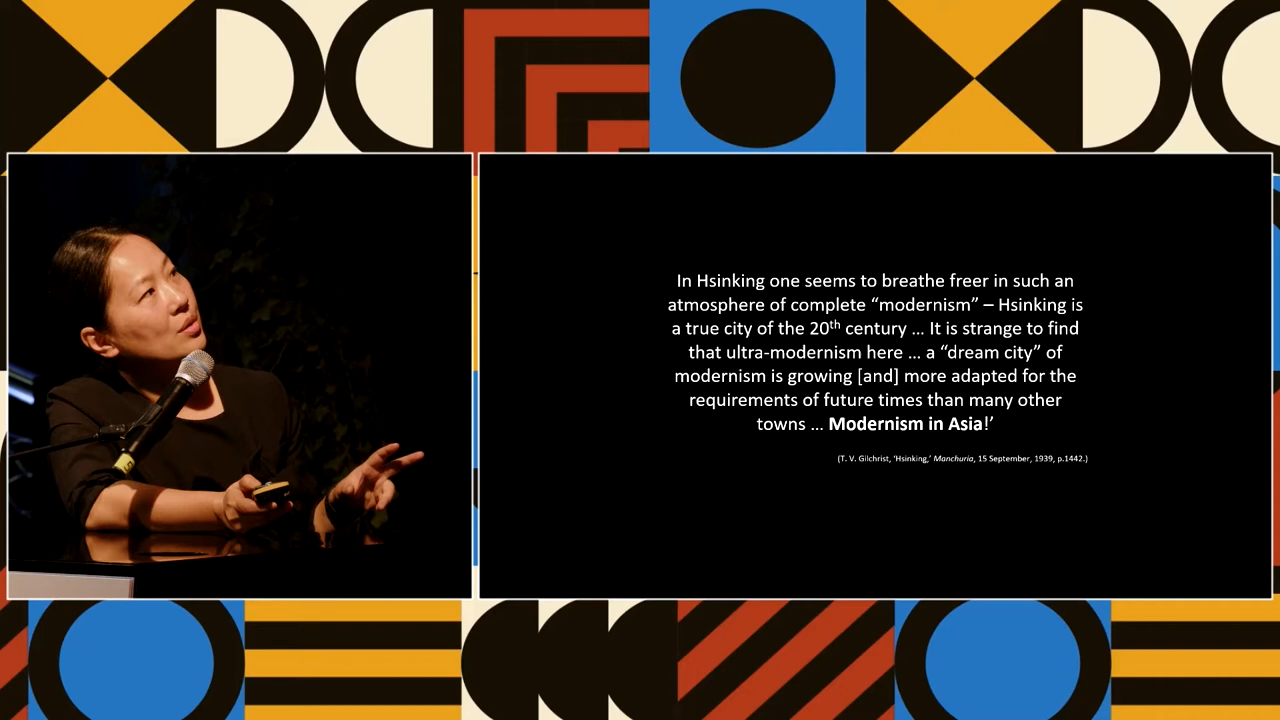 In Hsinking one seems to breathe freer in such an
atmosphere of complete “modernism” – Hsinking is
a true city of the 20th century … It is strange to find
that ultra-modernism here … a “dream city” of
modernism is growing [and] more adapted for the
requirements of future times than many other
towns … Modernism in Asia!’
(T. V. Gilchrist, ‘Hsinking,’ Manchuria, 15 September, 1939, p.1442.)